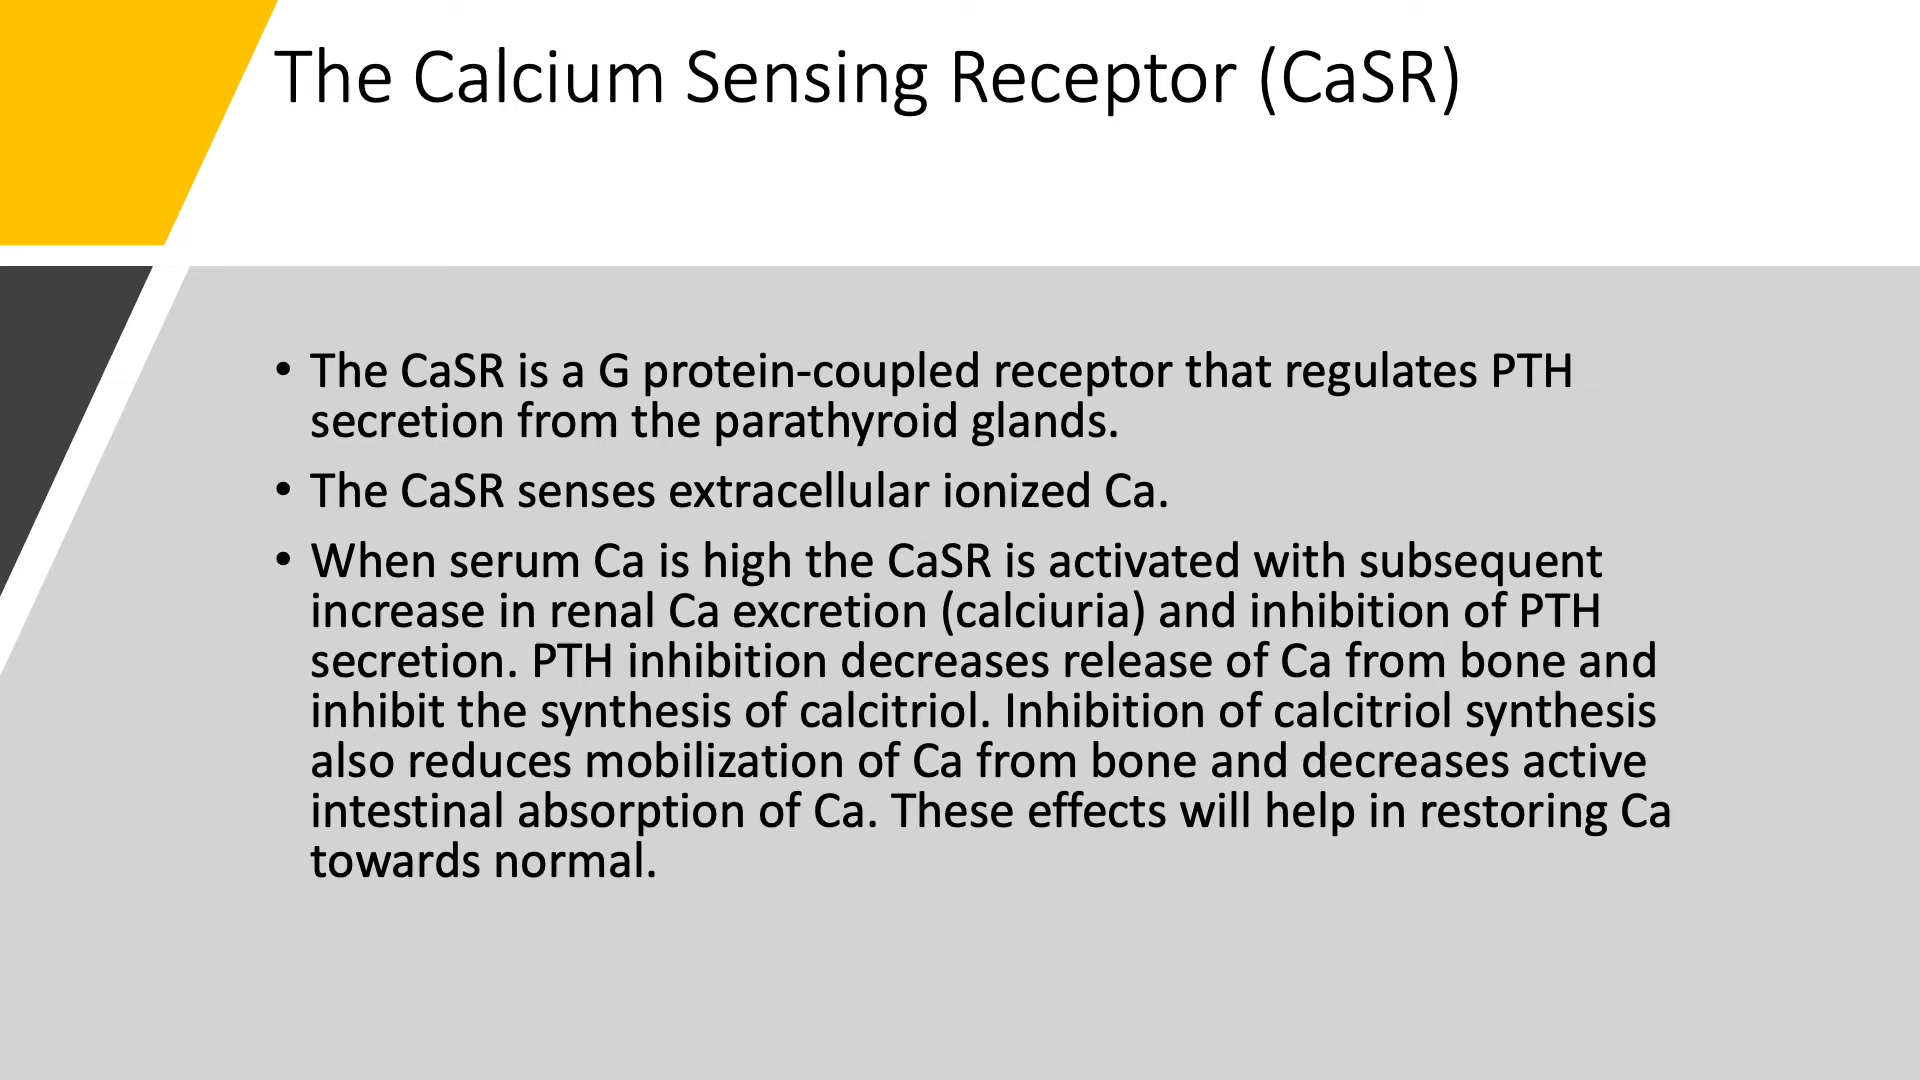 The Calcium Sensing Receptor (CaSR)
• The CaSR is a G protein-coupled receptor that regulates PTH
secretion from the parathyroid glands.
• The CaSR senses extracellular ionized Ca.
• When serum Ca is high the CaSR is activated with subsequent
increase in renal Ca excretion (calciuria) and inhibition of PTH
secretion. PTH inhibition decreases release of Ca from bone and
inhibit the synthesis of calcitriol. Inhibition of calcitriol synthesis
also reduces mobilization of Ca from bone and decreases active
intestinal absorption of Ca. These effects will help in restoring Ca
towards normal.